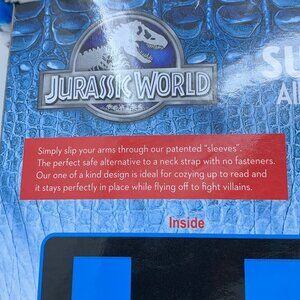 JURASSIC WORLD
SU
Al
Simply slip your arms through our patented "sleeves".
The perfect safe alternative to a neck strap with no fasteners.
Our one of a kind design is ideal for cozying up to read and
it stays perfectly in place while flying off to fight villains.
Inside